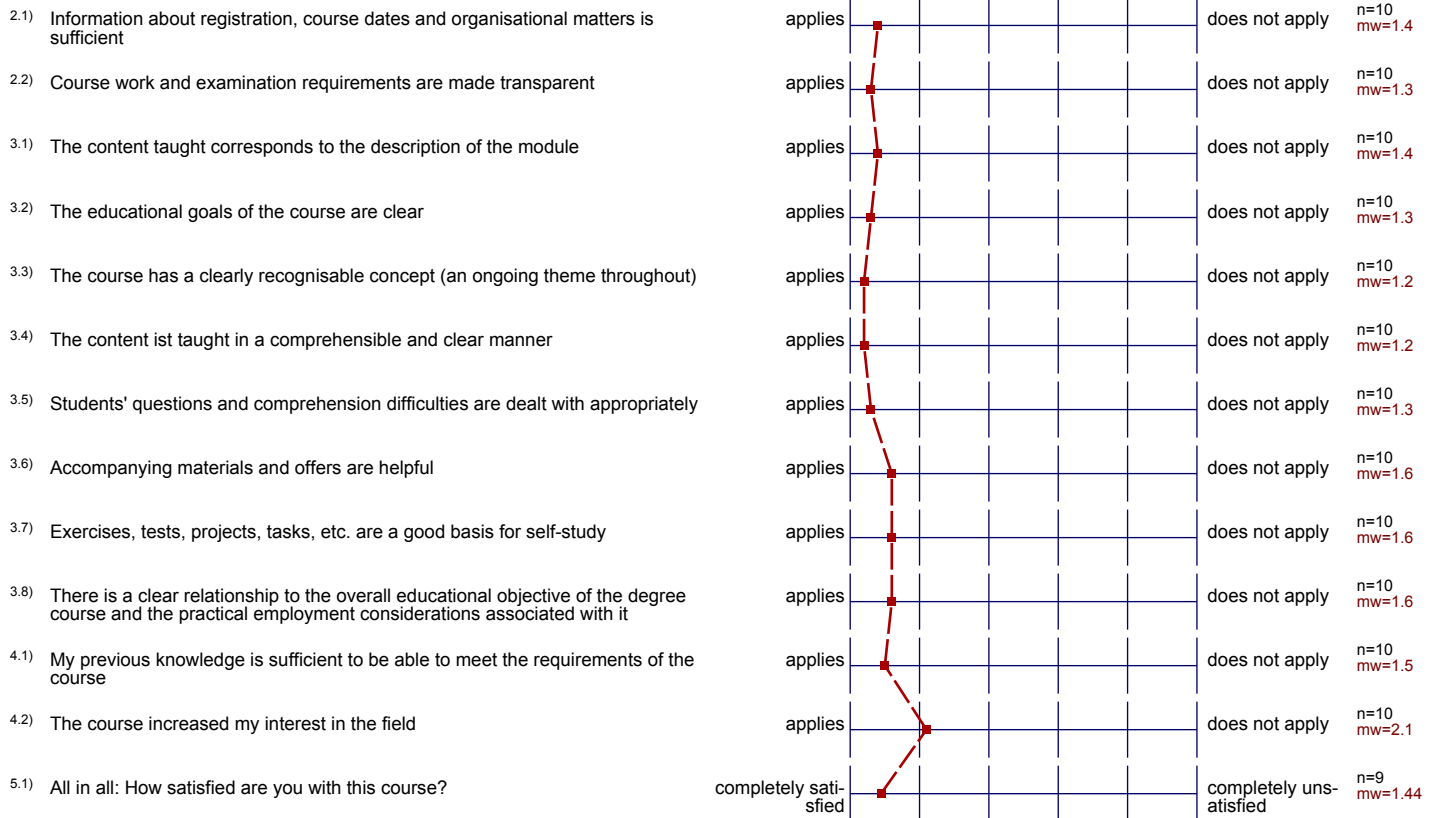 2.1) Information about registration, course dates and organisational matters is applies does not apply n=10
sufficient mw=1.4
2.2) Course work and examination requirements are made transparent applies does not apply n=10
mw=1.3
3.1) The content taught corresponds to the description of the module applies does not apply n=10
mw=1.4
3.2) The educational goals of the course are clear applies does not apply n=10
mw=1.3
3.3) The course has a clearly recognisable concept (an ongoing theme throughout) applies does not apply n=10
mw=1.2
3.4) The content ist taught in a comprehensible and clear manner applies does not apply n=10
mw=1.2
3.5) Students' questions and comprehension difficulties are dealt with appropriately applies does not apply n=10
mw=1.3
3.6) Accompanying materials and offers are helpful applies does not apply n=10
mw=1.6
3.7) Exercises, tests, projects, tasks, etc. are a good basis for self-study applies does not apply n=10
mw=1.6
3.8) There is a clear relationship to the overall educational objective of the degree applies does not apply n=10
course and the practical employment considerations associated with it mw=1.6
4.1) My previous knowledge is sufficient to be able to meet the requirements of the applies does not apply n=10
course mw=1.5
4.2) The course increased my interest in the field applies does not apply n=10
mw=2.1
5.1) All in all: How satisfied are you with this course? completely sati- completely uns- n=9
sfied atisfied mw=1.44